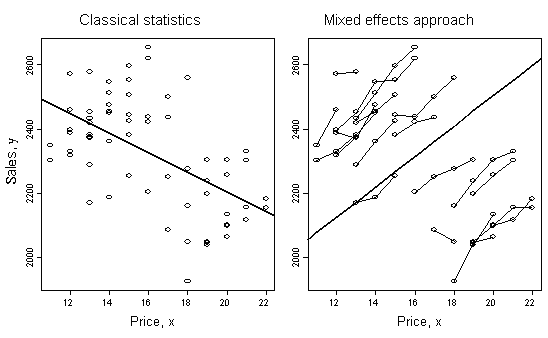 Classical statistics
Sales, y
2600
2400
2200
2000
12 14 16 18 20 22
Price, x
Mixed effects approach
2600
2400
2200
2000
12 14 16 18 20 22
Price, x